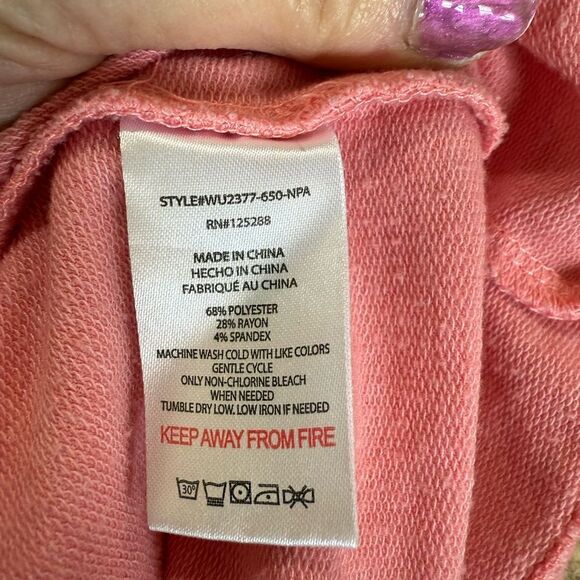 STYLE#WU2377-650-NPA
RN#125288
MADE IN CHINA
HECHO IN CHINA
FABRIQUÉ AU CHINA
68% POLYESTER
28% RAYON
4% SPANDEX
MACHINE WASH COLD WITH LIKE COLORS
GENTLE CYCLE
ONLY NON-CHLORINE BLEACH
WHEN NEEDED
TUMBLE DRY LOW. LOW IRON IF NEEDED
KEEP AWAY FROM FIRE
30°